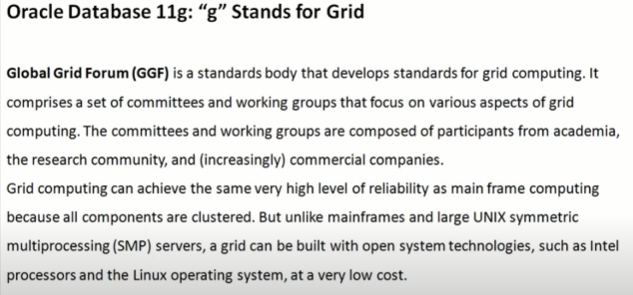 Oracle Database 11g: “g” Stands for Grid
Global Grid Forum (GGF) is a standards body that develops standards for grid computing. It
comprises a set of committees and working groups that focus on various aspects of grid
computing. The committees and working groups are composed of participants from academia,
the research community, and (increasingly) commercial companies.
Grid computing can achieve the same very high level of reliability as main frame computing
because all components are clustered. But unlike mainframes and large UNIX symmetric
multiprocessing (SMP) servers, a grid can be built with open system technologies, such as Intel
processors and the Linux operating system, at a very low cost.